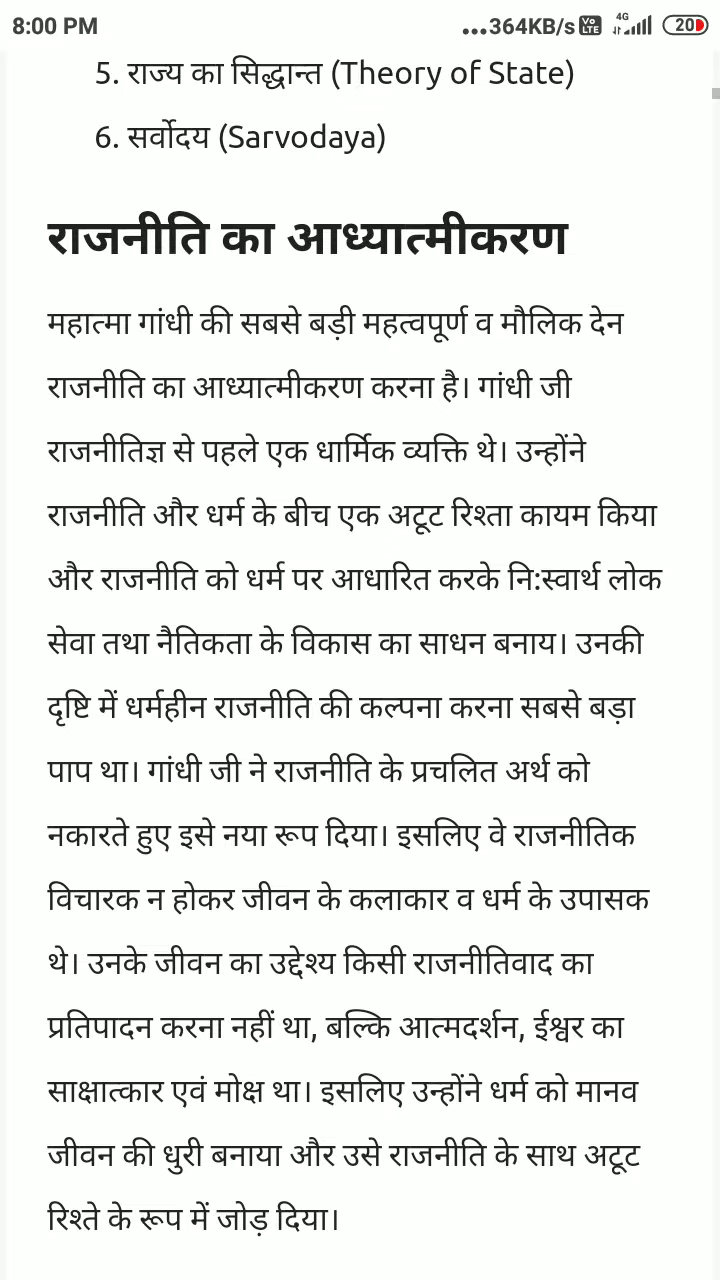 8:00 PM
...364KB/s Vo LTE 4G 20
5. राज्य का सिद्धान्त (Theory of State)
6. सर्वोदय (Sarvodaya)
राजनीति का आध्यात्मीकरण
महात्मा गांधी की सबसे बड़ी महत्वपूर्ण व मौलिक देन
राजनीति का आध्यात्मीकरण करना है। गांधी जी
राजनीतिज्ञ से पहले एक धार्मिक व्यक्ति थे। उन्होंने
राजनीति और धर्म के बीच एक अटूट रिश्ता कायम किया
और राजनीति को धर्म पर आधारित करके नि:स्वार्थ लोक
सेवा तथा नैतिकता के विकास का साधन बनाय। उनकी
दृष्टि में धर्महीन राजनीति की कल्पना करना सबसे बड़ा
पाप था। गांधी जी ने राजनीति के प्रचलित अर्थ को
नकारते हुए इसे नया रूप दिया। इसलिए वे राजनीतिक
विचारक न होकर जीवन के कलाकार व धर्म के उपासक
थे। उनके जीवन का उद्देश्य किसी राजनीतिवाद का
प्रतिपादन करना नहीं था, बल्कि आत्मदर्शन, ईश्वर का
साक्षात्कार एवं मोक्ष था। इसलिए उन्होंने धर्म को मानव
जीवन की धुरी बनाया और उसे राजनीति के साथ अटूट
रिश्ते के रूप में जोड़ दिया।